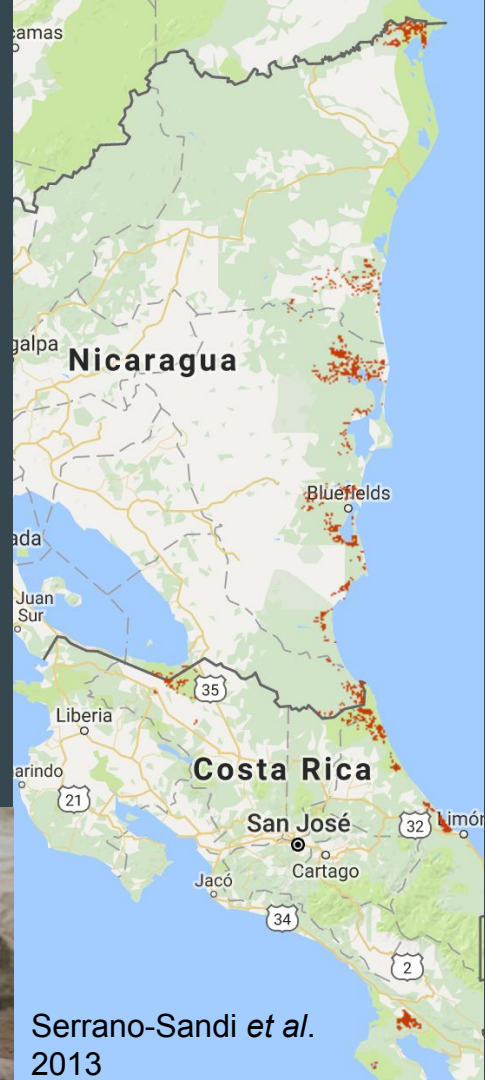 camas
galpa
Nicaragua
Bluefields
ada
Juan
Sur
35
Liberia
arindo
Costa Rica
21
San José
32
Limón
Cartago
Jacó
34
2
Serrano-Sandi et al.
2013